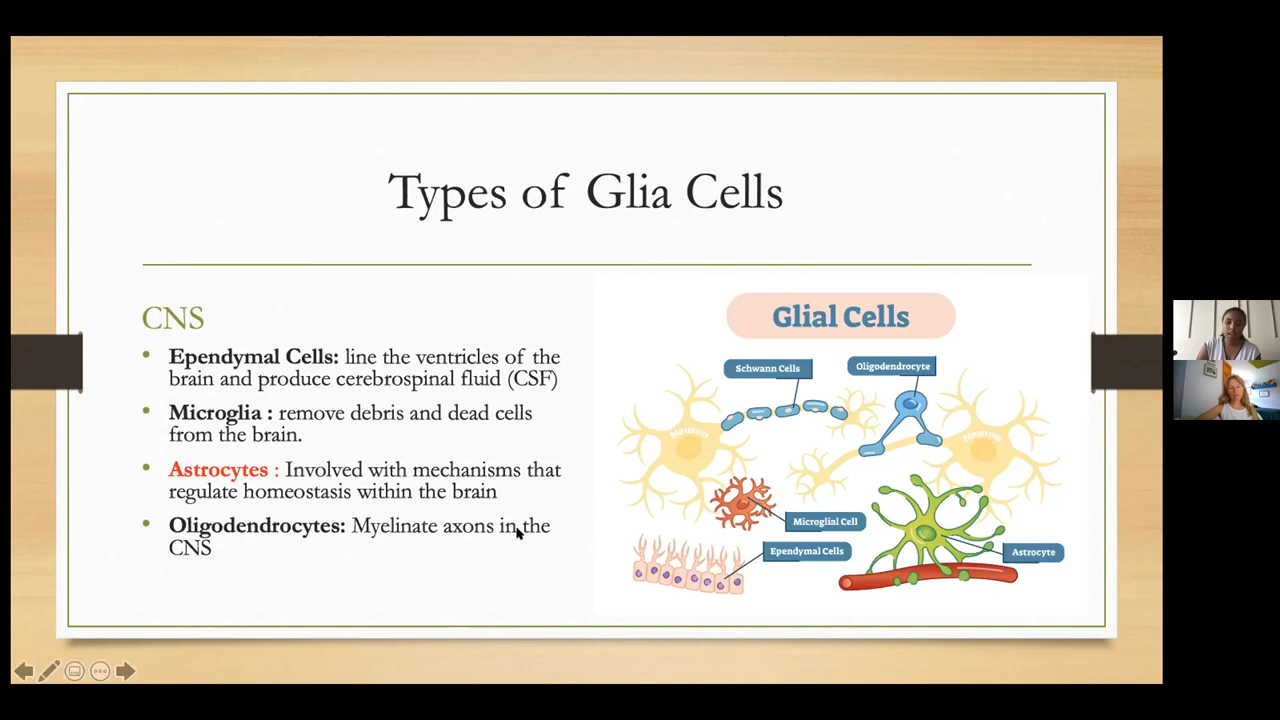 Types of Glia Cells
CNS
• Ependymal Cells: line the ventricles of the
brain and produce cerebrospinal fluid (CSF)
• Microglia : remove debris and dead cells
from the brain.
• Astrocytes : Involved with mechanisms that
regulate homeostasis within the brain
• Oligodendrocytes: Myelinate axons in the
CNS
Glial Cells
Schwann Cells
Oligodendrocyte
Neuron
Neuron
Microglial Cell
Ependymal Cells
Astrocyte